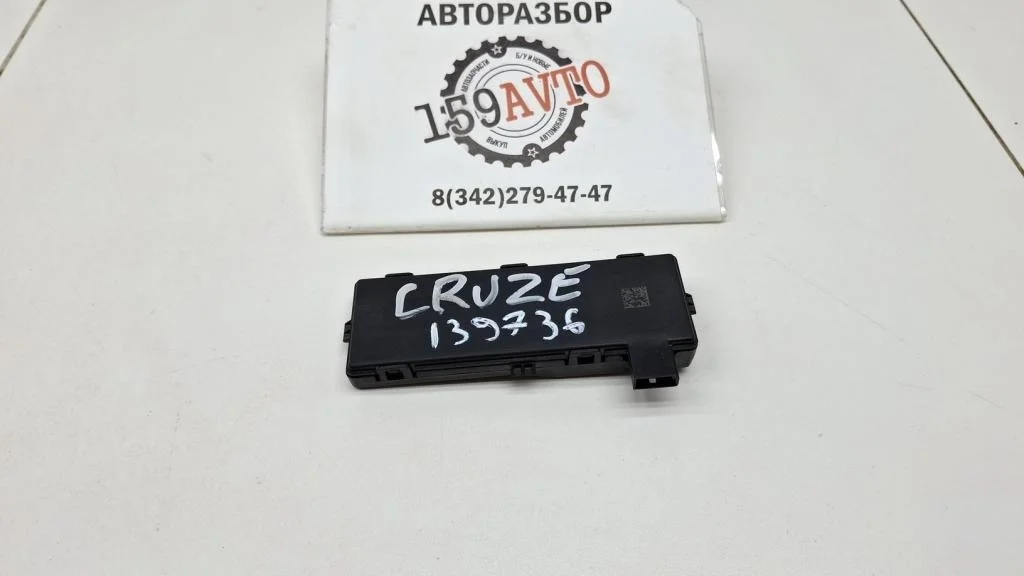 АВТОРАЗБОР
АВТОЗАПЧАСТИ
Б/У И НОВЫЕ
159AVTO
ВЫКУП
АВТОМОБИЛЕЙ
8(342)279-47-47
CRUZE
139736